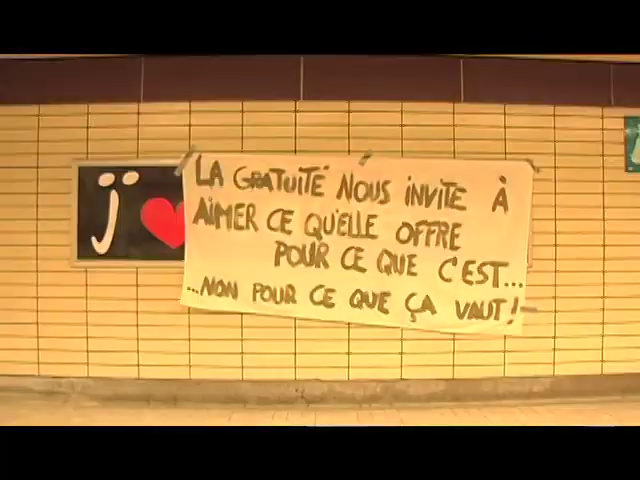 j
LA GRATUITÉ NOUS INVITE À
AIMER CE QU'ELLE OFFRE
POUR CE QUE C'EST...
...NON POUR CE QUE ÇA VAUT!